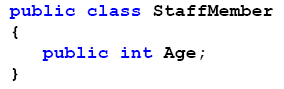 public class StaffMember
{
public int Age;
}